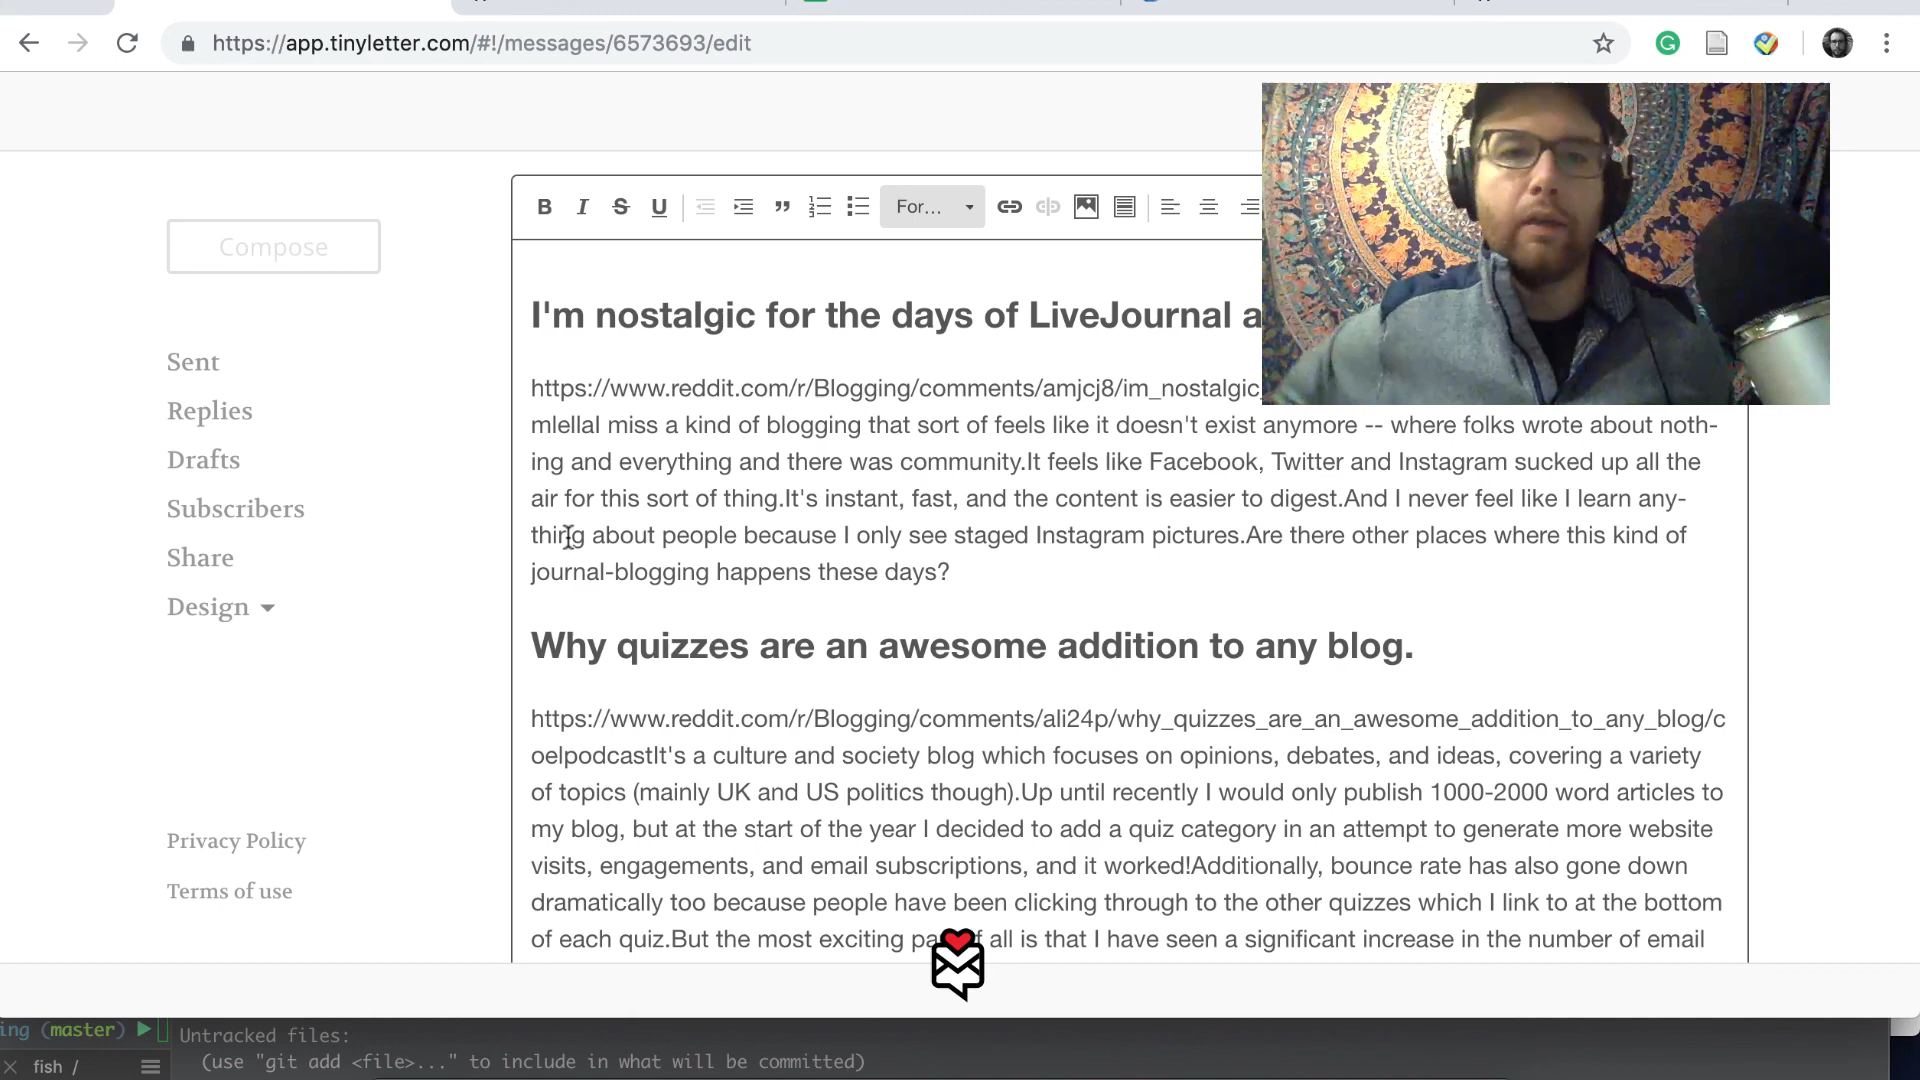 https://app.tinyletter.com/#!/messages/6573693/edit
B I S U For...
Compose
Sent
Replies
Drafts
Subscribers
Share
Design
Privacy Policy
Terms of use
I'm nostalgic for the days of LiveJournal a
https://www.reddit.com/r/Blogging/comments/amjcj8/im_nostalgic_
mlellaI miss a kind of blogging that sort of feels like it doesn't exist anymore -- where folks wrote about noth-
ing and everything and there was community.It feels like Facebook, Twitter and Instagram sucked up all the
air for this sort of thing.It's instant, fast, and the content is easier to digest.And I never feel like I learn any-
thing about people because I only see staged Instagram pictures.Are there other places where this kind of
journal-blogging happens these days?
Why quizzes are an awesome addition to any blog.
https://www.reddit.com/r/Blogging/comments/ali24p/why_quizzes_are_an_awesome_addition_to_any_blog/c
oelpodcastIt's a culture and society blog which focuses on opinions, debates, and ideas, covering a variety
of topics (mainly UK and US politics though).Up until recently I would only publish 1000-2000 word articles to
my blog, but at the start of the year I decided to add a quiz category in an attempt to generate more website
visits, engagements, and email subscriptions, and it worked!Additionally, bounce rate has also gone down
dramatically too because people have been clicking through to the other quizzes which I link to at the bottom
of each quiz.But the most exciting pa f all is that I have seen a significant increase in the number of email
ing (master)
Untracked files:
fish /
(use "git add <file>..." to include in what will be committed)